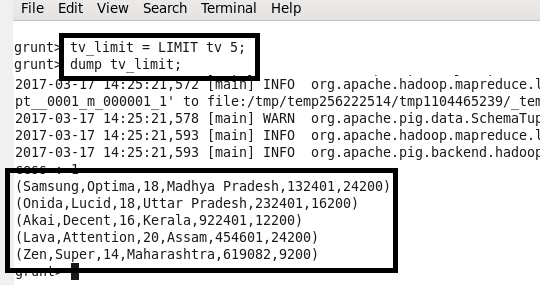 File Edit View Search Terminal Help
grunt> tv_limit = LIMIT tv 5;
grunt> dump tv_limit;
2017-03-17 14:25:21,572 [main] INFO org.apache.hadoop.mapreduce.l
pt__0001_m_000001_1' to file:/tmp/temp256222514/tmp1104465239/_tem
2017-03-17 14:25:21,578 [main] WARN org.apache.pig.data.SchemaTup
2017-03-17 14:25:21,593 [main] INFO org.apache.hadoop.mapreduce.l
2017-03-17 14:25:21,593 [main] INFO org.apache.pig.backend.hadoop
: 1
(Samsung,Optima,18,Madhya Pradesh,132401,24200)
(Onida,Lucid,18,Uttar Pradesh,232401,16200)
(Akai,Decent,16,Kerala,922401,12200)
(Lava,Attention,20,Assam,454601,24200)
(Zen,Super,14,Maharashtra,619082,9200)
grunt>